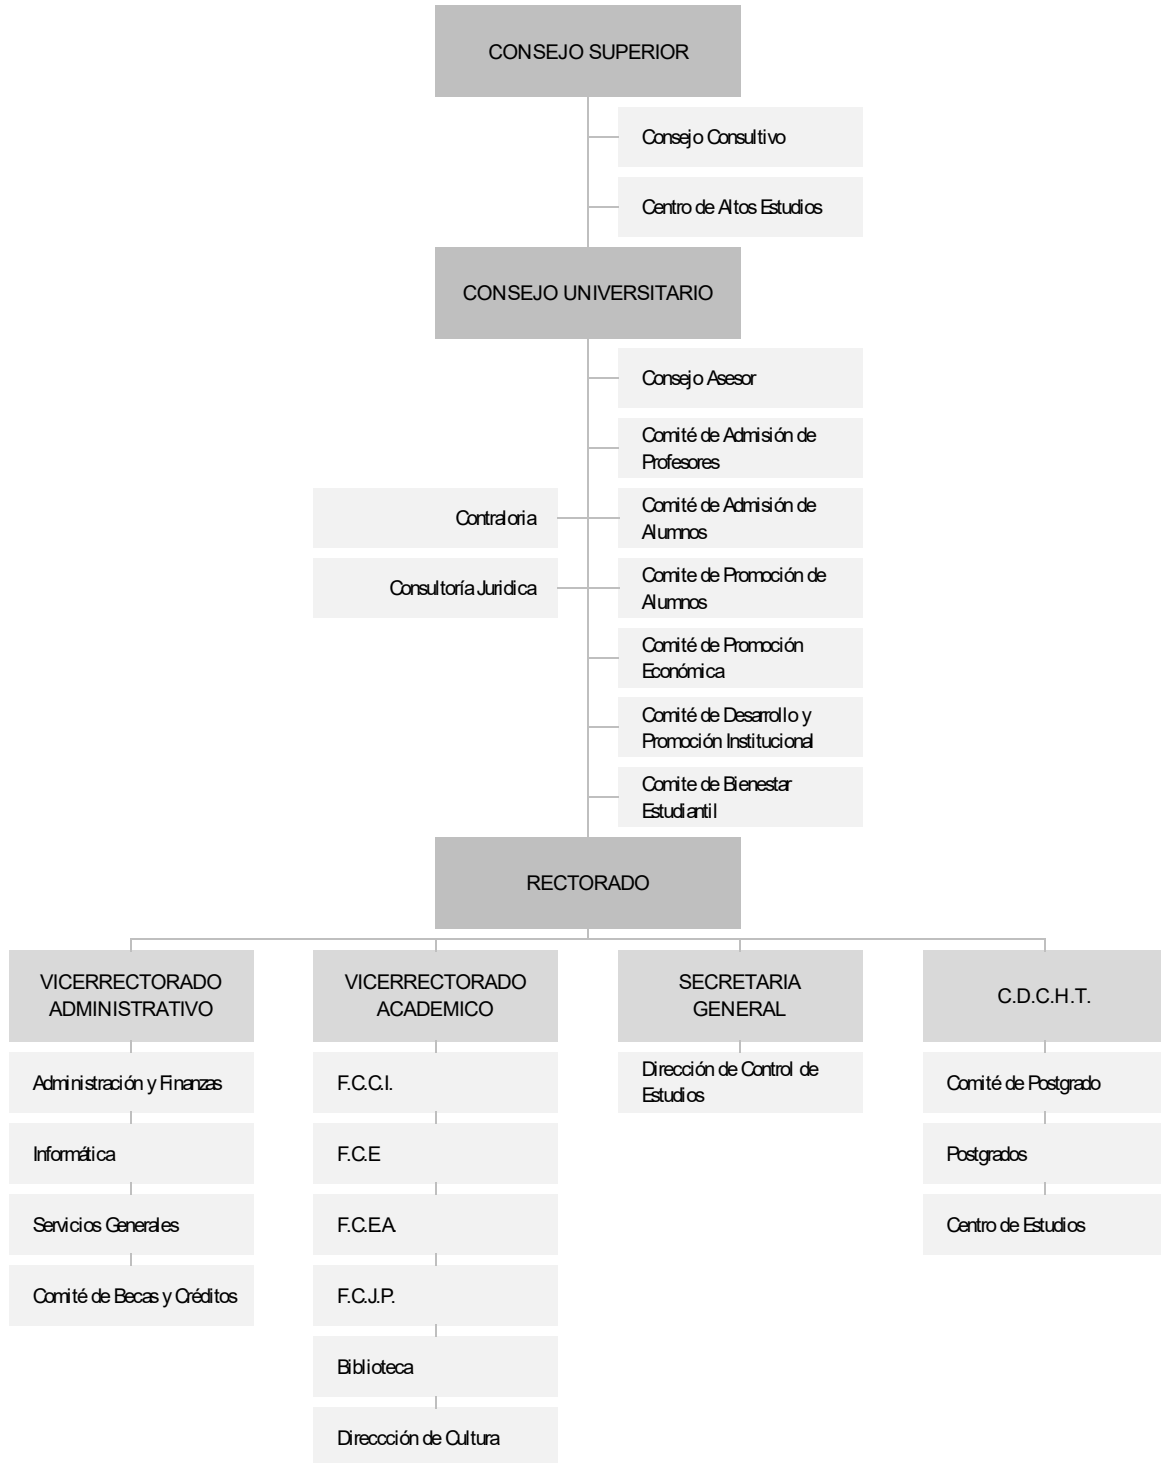 CONSEJO SUPERIOR
Consejo Consultivo
Centro de Altos Estudios
CONSEJO UNIVERSITARIO
Consejo Asesor
Comité de Admisión de
Profesores
Contraloria
Comité de Admisión de
Alumnos
Consultoría Juridica
Comite de Promoción de
Alumnos
Comité de Promoción
Económica
Comité de Desarrollo y
Promoción Institucional
Comite de Bienestar
Estudiantil
RECTORADO
VICERRECTORADO
ADMINISTRATIVO
Administración y Finanzas
Informática
Servicios Generales
Comité de Becas y Créditos
VICERRECTORADO
ACADEMICO
F.C.C.I.
F.C.E
F.C.E.A.
F.C.J.P.
Biblioteca
Direccción de Cultura
SECRETARIA
GENERAL
Dirección de Control de
Estudios
C.D.C.H.T.
Comité de Postgrado
Postgrados
Centro de Estudios